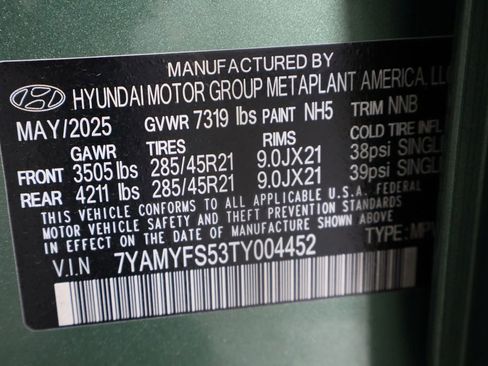 MANUFACTURED BY
HYUNDAI MOTOR GROUP METAPLANT AMERICA, LLC
MAY/2025 GVWR 7319 lbs PAINT NH5 TRIM NNB
GAWR TIRES RIMS COLD TIRE INFL
FRONT 3505 lbs 285/45R21 9.0JX21 38psi SINGL
REAR 4211 lbs 285/45R21 9.0JX21 39psi SINGL
THIS VEHICLE CONFORMS TO ALL APPLICABLE U.S.A. FEDERAL
MOTOR VEHICLE SAFETY AND THEFT PREVENTION STANDARDS
IN EFFECT ON THE DATE OF MANUFACTURE SHOWN ABOVE.
V.I.N 7YAMYFS53TY004452 TYPE: MPV